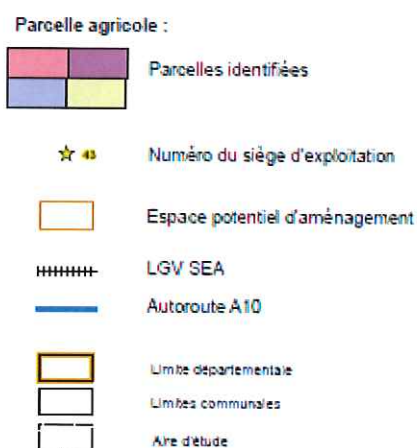 Parcelle agricole :
Parcelles identifiées
43 Numéro du siège d'exploitation
Espace potentiel d'aménagement
LGV SEA
Autoroute A10
Limite départementale
Limites communales
Aire d'étude